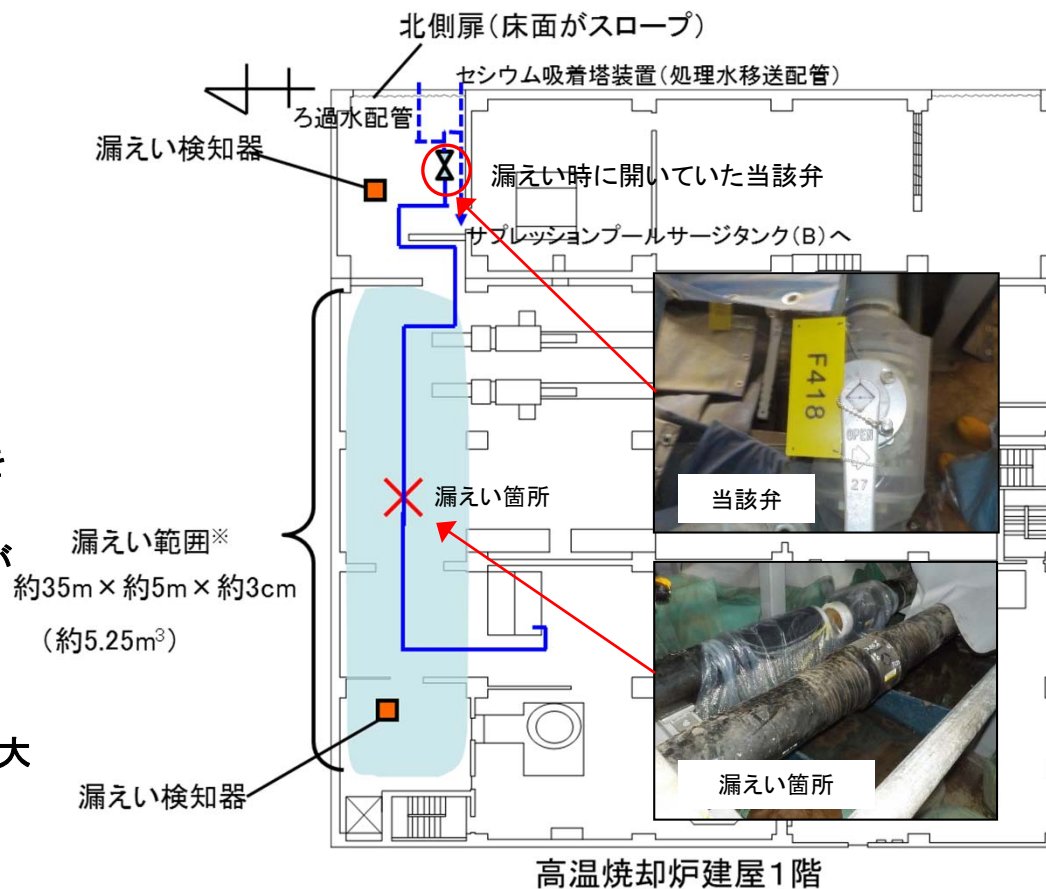 北側扉(床面がスロープ)
セシウム吸着塔装置(処理水移送配管)
ろ過水配管
漏えい検知器
漏えい時に開いていた当該弁
サプレッションプールサージタンク(B)へ
F418
OPEN
27
当該弁
漏えい箇所
が
漏えい範囲※
約35m×約5m×約3cm
(約5.25m³)
漏えい箇所
大
漏えい検知器
高温焼却炉建屋1階